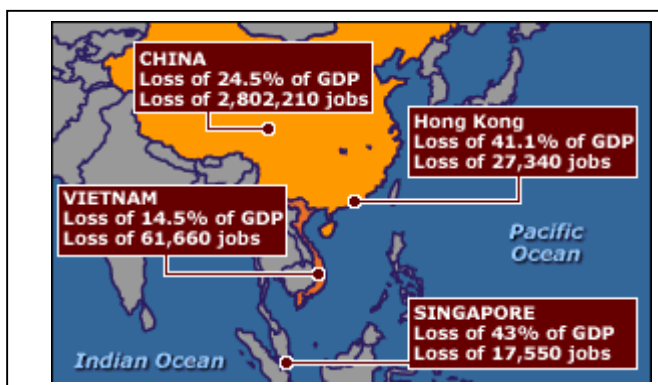 CHINA
Loss of 24.5% of GDP
Loss of 2,802,210 jobs
Hong Kong
Loss of 41.1% of GDP
Loss of 27,340 jobs
VIETNAM
Loss of 14.5% of GDP
Loss of 61,660 jobs
Pacific
Ocean
SINGAPORE
Loss of 43% of GDP
Loss of 17,550 jobs
Indian Ocean